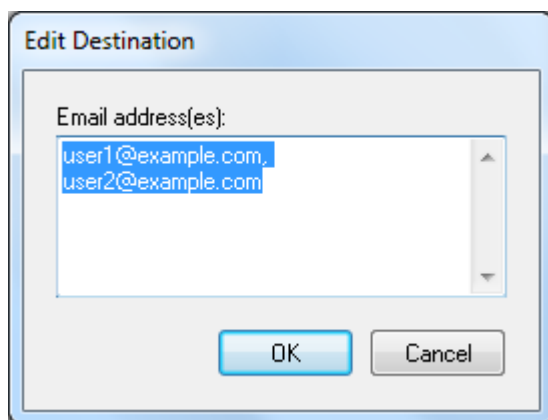 Edit Destination
Email address(es):
user1@example.com,
user2@example.com
OK
Cancel